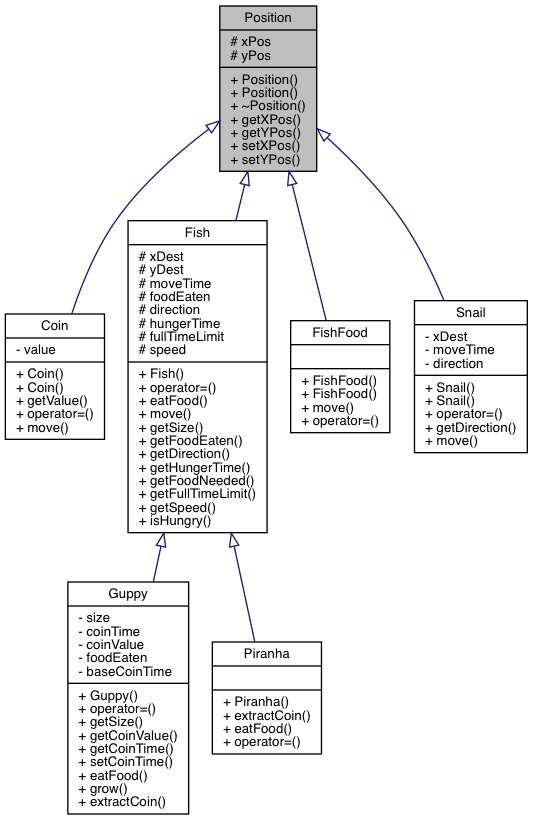 Position
# xPos
# yPos
+ Position()
+ Position()
+ ~Position()
+ getXPos()
+ getYPos()
+ setXPos()
+ setYPos()
Coin
- value
+ Coin()
+ Coin()
+ getValue()
+ operator=()
+ move()
Fish
# xDest
# yDest
# moveTime
# foodEaten
# direction
# hungerTime
# fullTimeLimit
# speed
+ Fish()
+ operator=()
+ eatFood()
+ move()
+ getSize()
+ getFoodEaten()
+ getDirection()
+ getHungerTime()
+ getFoodNeeded()
+ getFullTimeLimit()
+ getSpeed()
+ isHungry()
FishFood
+ FishFood()
+ FishFood()
+ move()
+ operator=()
Snail
- xDest
- moveTime
- direction
+ Snail()
+ Snail()
+ operator=()
+ getDirection()
+ move()
Guppy
- size
- coinTime
- coinValue
- foodEaten
- baseCoinTime
+ Guppy()
+ operator=()
+ getSize()
+ getCoinValue()
+ getCoinTime()
+ setCoinTime()
+ eatFood()
+ grow()
+ extractCoin()
Piranha
+ Piranha()
+ extractCoin()
+ eatFood()
+ operator=()